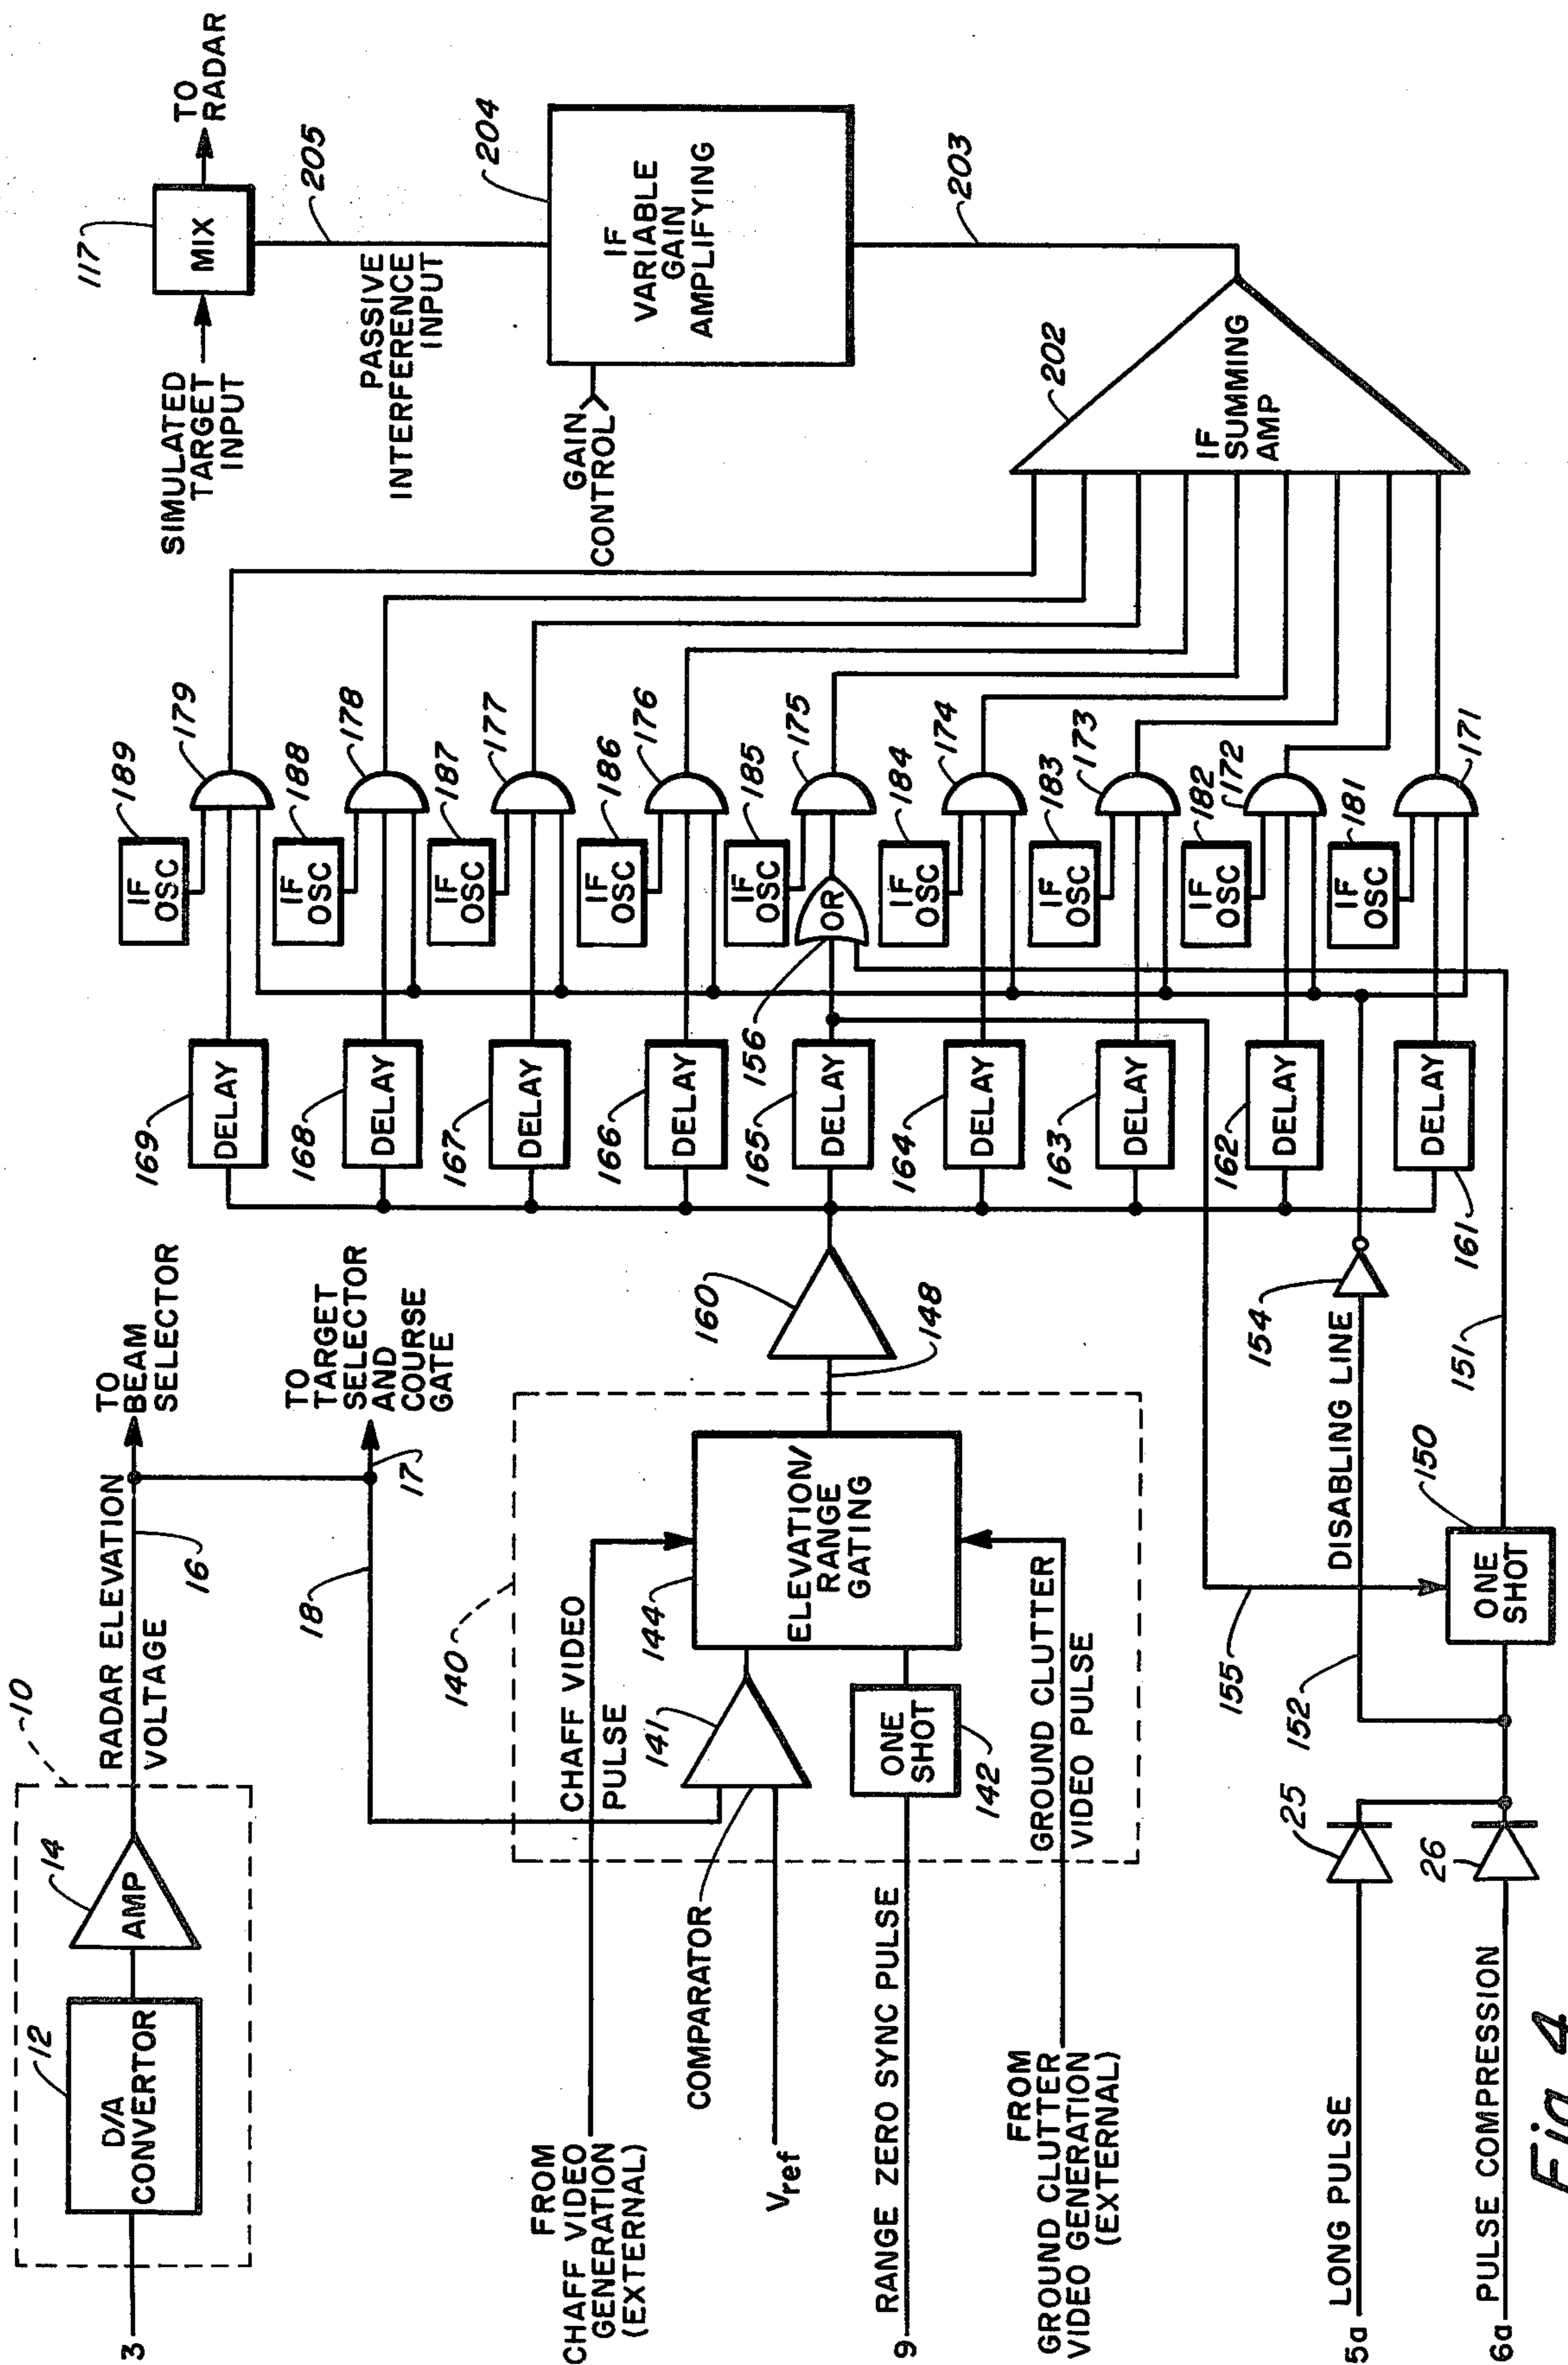 3
12
D/A
CONVERTOR
14
AMP
10
RADAR ELEVATION
VOLTAGE
16
TO
BEAM
SELECTOR
18
17
TO
TARGET
SELECTOR
AND
COURSE
GATE
FROM
CHAFF VIDEO
GENERATION
(EXTERNAL)
CHAFF VIDEO
PULSE
140
COMPARATOR
141
Vref
144
ELEVATION/
RANGE
GATING
9
RANGE ZERO SYNC PULSE
ONE
SHOT
142
FROM
GROUND CLUTTER
VIDEO GENERATION
(EXTERNAL)
GROUND CLUTTER
VIDEO PULSE
148
160
5a
LONG PULSE
25
6a
PULSE COMPRESSION
26
152
155
DISABLING LINE
154
ONE
SHOT
150
151
169
DELAY
168
DELAY
167
DELAY
166
DELAY
165
DELAY
164
DELAY
163
DELAY
162
DELAY
161
DELAY
156
OR
189
IF
OSC
179
188
IF
OSC
178
187
IF
OSC
177
186
IF
OSC
176
185
IF
OSC
175
184
IF
OSC
174
183
IF
OSC
173
182
IF
OSC
172
181
IF
OSC
171
202
IF
SUMMING
AMP
203
204
IF
VARIABLE
GAIN
AMPLIFYING
GAIN
CONTROL
PASSIVE
INTERFERENCE
INPUT
205
SIMULATED
TARGET
INPUT
117
MIX
TO
RADAR
Fig 4